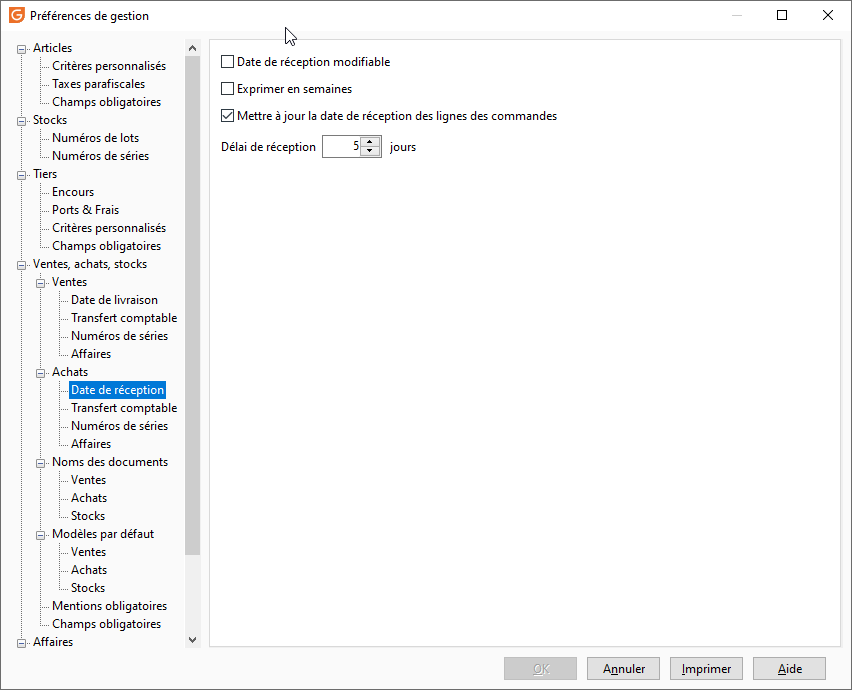 Préférences de gestion
Articles
Critères personnalisés
Taxes parafiscales
Champs obligatoires
Stocks
Numéros de lots
Numéros de séries
Tiers
Encours
Ports & Frais
Critères personnalisés
Champs obligatoires
Ventes, achats, stocks
Ventes
Date de livraison
Transfert comptable
Numéros de séries
Affaires
Achats
Date de réception
Transfert comptable
Numéros de séries
Affaires
Noms des documents
Ventes
Achats
Stocks
Modèles par défaut
Ventes
Achats
Stocks
Mentions obligatoires
Champs obligatoires
Affaires
Date de réception modifiable
Exprimer en semaines
Mettre à jour la date de réception des lignes des commandes
Délai de réception 5 jours
OK Annuler Imprimer Aide